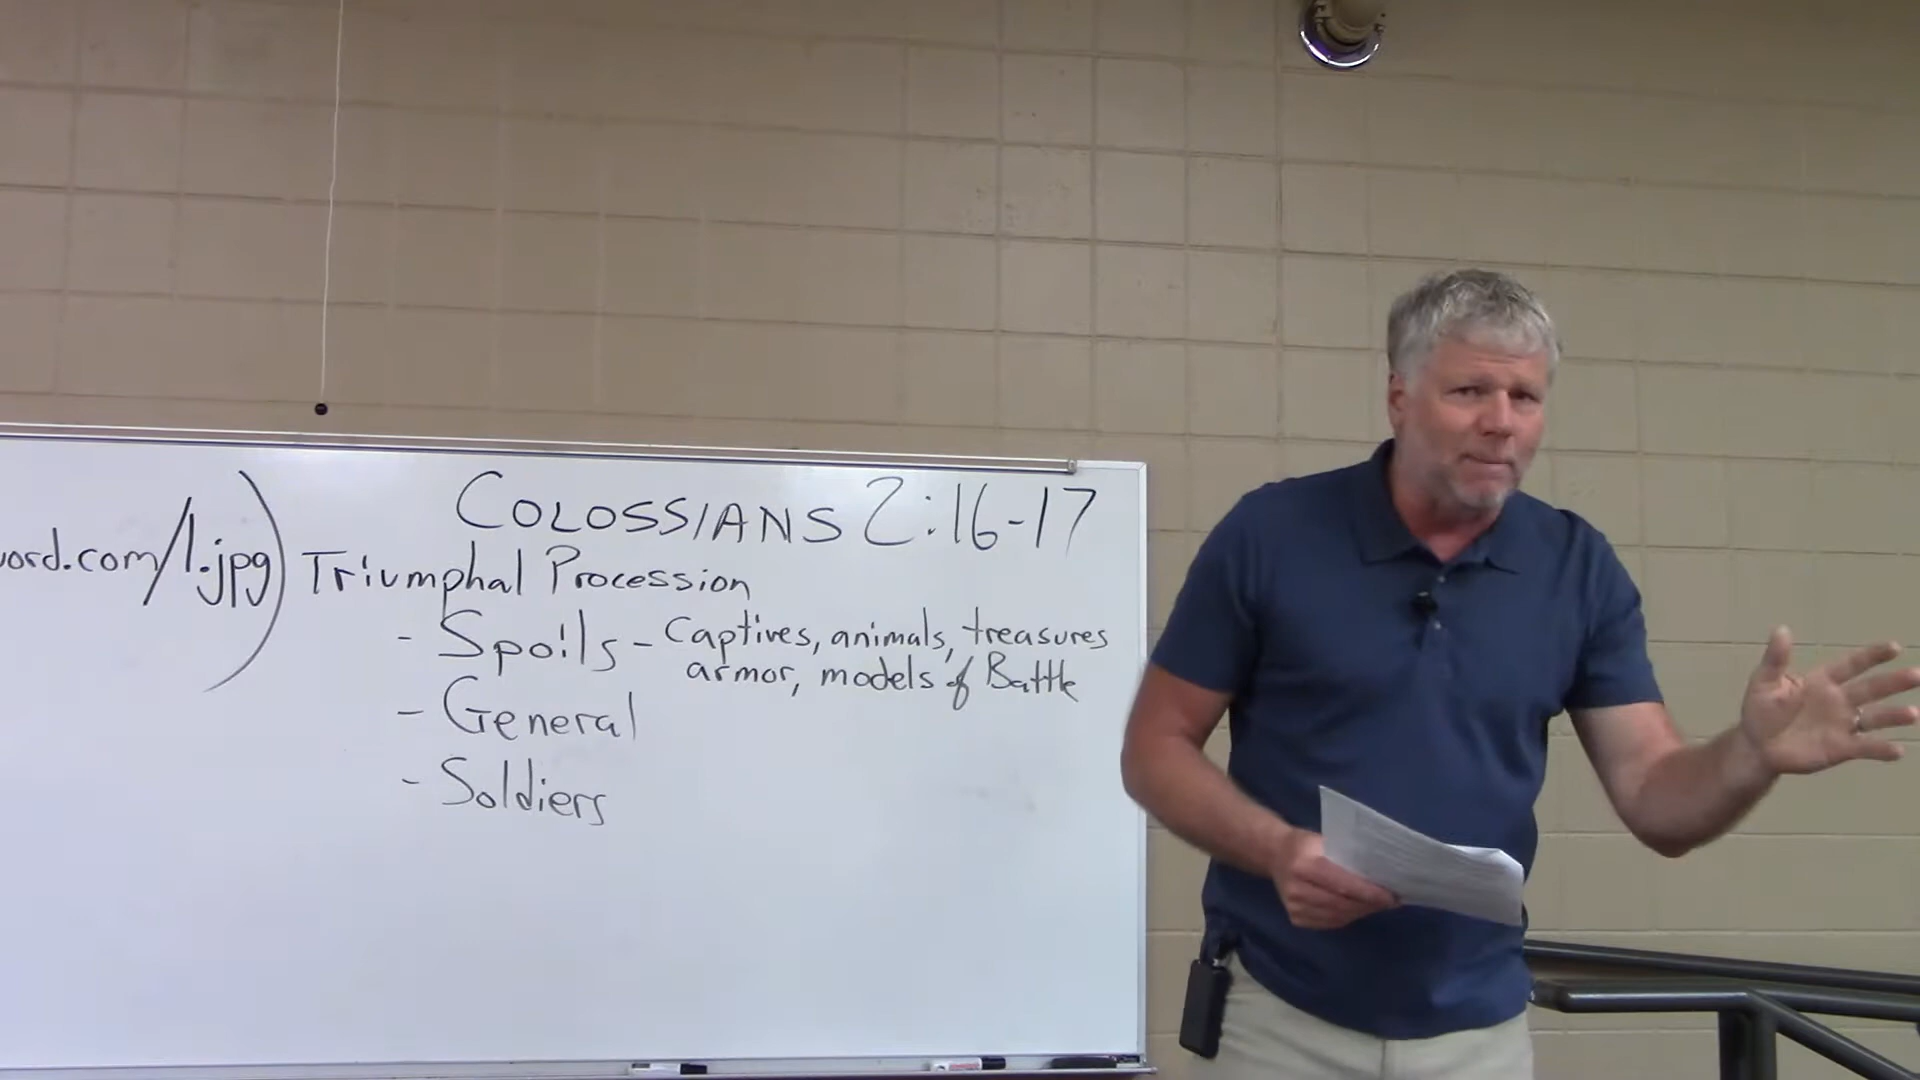 COLOSSIANS 2:16-17
word.com/1.jpg) Triumphal Procession
- Spoils - Captives, animals, treasures
armor, models of Battle
- General
- Soldiers